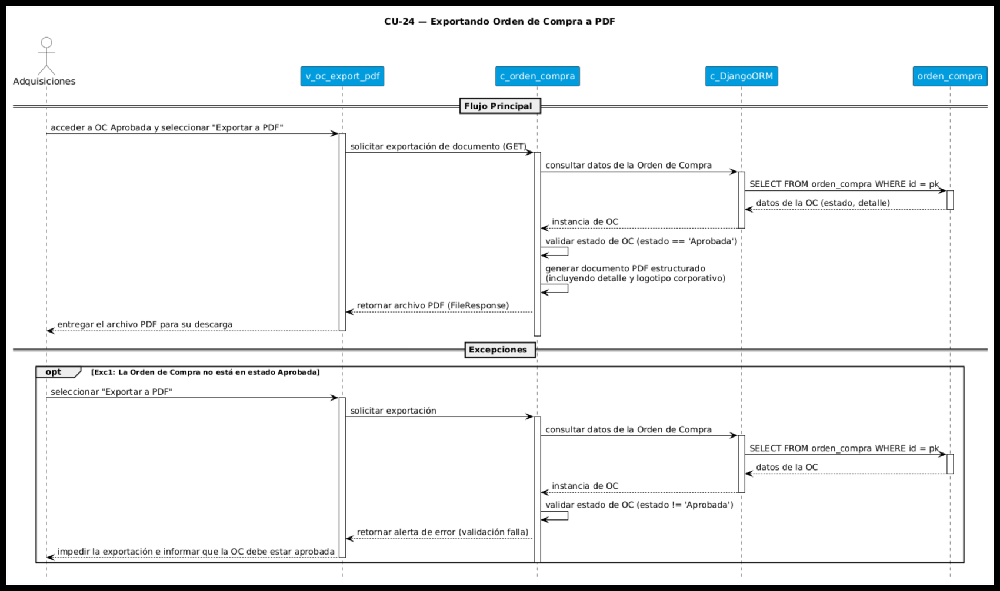 CU-24 — Exportando Orden de Compra a PDF
Adquisiciones
v_oc_export_pdf
c_orden_compra
c_DjangoORM
orden_compra
Flujo Principal
acceder a OC Aprobada y seleccionar "Exportar a PDF"
solicitar exportación de documento (GET)
consultar datos de la Orden de Compra
SELECT FROM orden_compra WHERE id = pk
datos de la OC (estado, detalle)
instancia de OC
validar estado de OC (estado == 'Aprobada')
generar documento PDF estructurado
(incluyendo detalle y logotipo corporativo)
retornar archivo PDF (FileResponse)
entregar el archivo PDF para su descarga
Excepciones
opt
[Exc1: La Orden de Compra no está en estado Aprobada]
seleccionar "Exportar a PDF"
solicitar exportación
consultar datos de la Orden de Compra
SELECT FROM orden_compra WHERE id = pk
datos de la OC
instancia de OC
validar estado de OC (estado != 'Aprobada')
retornar alerta de error (validación falla)
impedir la exportación e informar que la OC debe estar aprobada